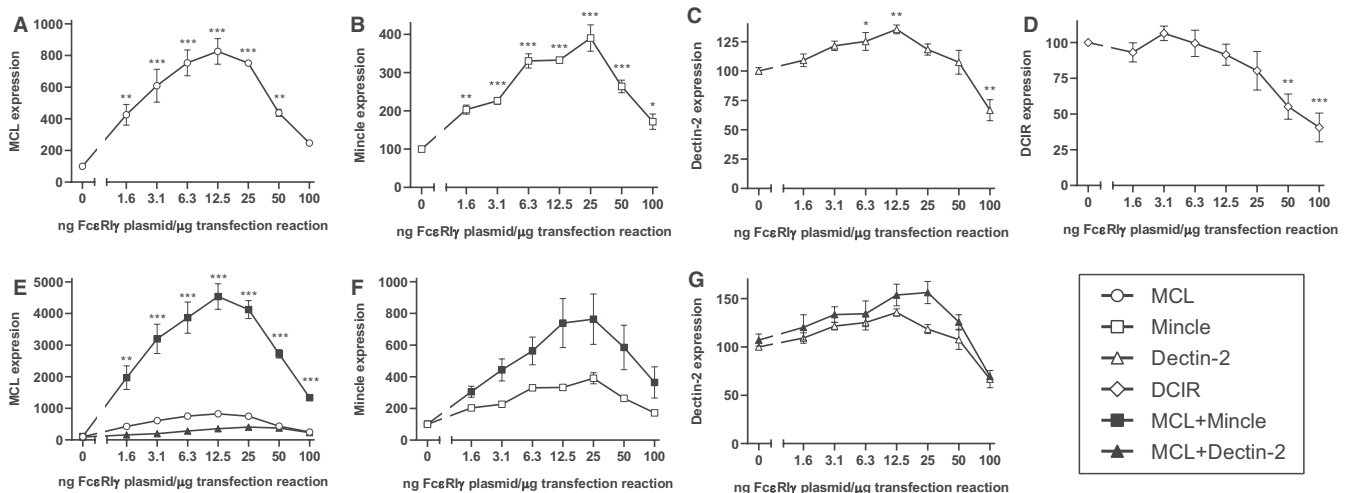 A
1000
800
600
400
200
0
MCL expression
**
***
***
***
***
**
0 1.6 3.1 6.3 12.5 25 50 100
ng FcεRIγ plasmid/μg transfection reaction
B
400
300
200
100
0
Mincle expression
**
***
***
***
***
***
*
0 1.6 3.1 6.3 12.5 25 50 100
ng FcεRIγ plasmid/μg transfection reaction
C
125
100
75
50
25
0
Dectin-2 expression
*
**
**
0 1.6 3.1 6.3 12.5 25 50 100
ng FcεRIγ plasmid/μg transfection reaction
D
100
75
50
25
0
DCIR expression
**
***
0 1.6 3.1 6.3 12.5 25 50 100
ng FcεRIγ plasmid/μg transfection reaction
E
5000
4000
3000
2000
1000
0
MCL expression
**
***
***
***
***
***
***
0 1.6 3.1 6.3 12.5 25 50 100
ng FcεRIγ plasmid/μg transfection reaction
F
1000
800
600
400
200
0
Mincle expression
0 1.6 3.1 6.3 12.5 25 50 100
ng FcεRIγ plasmid/μg transfection reaction
G
150
100
50
0
Dectin-2 expression
0 1.6 3.1 6.3 12.5 25 50 100
ng FcεRIγ plasmid/μg transfection reaction
MCL
Mincle
Dectin-2
DCIR
MCL+Mincle
MCL+Dectin-2